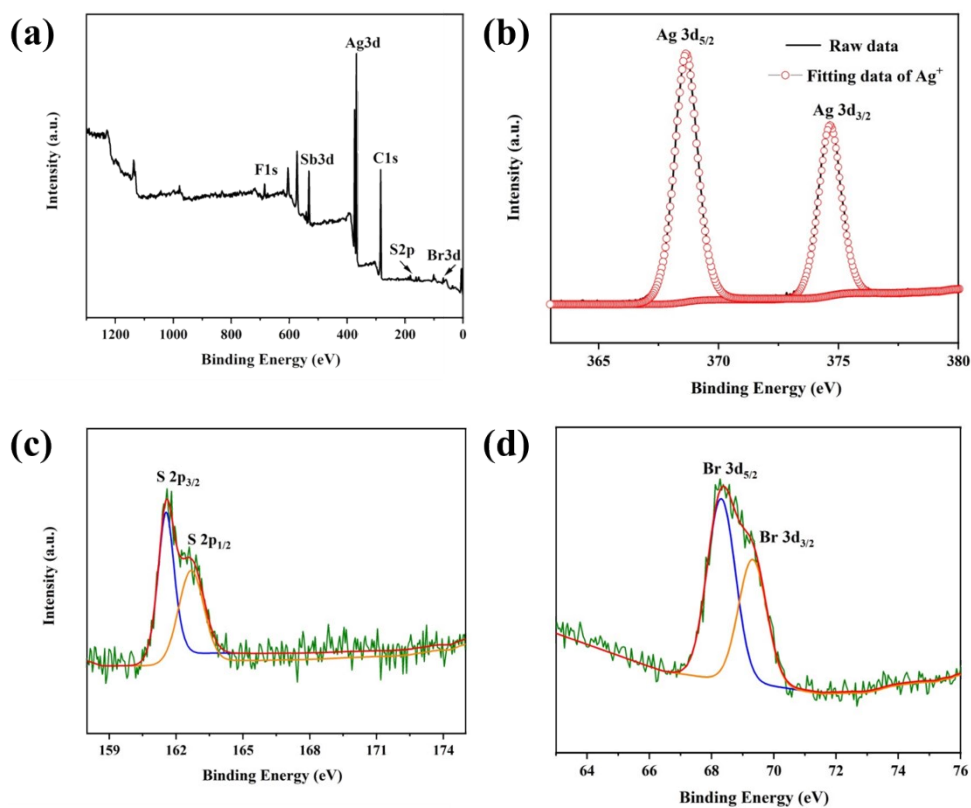 (a)
Ag3d
F1s
Sb3d
C1s
S2p
Br3d
Intensity (a.u.)
1200 1000 800 600 400 200 0
Binding Energy (eV)
(b)
Ag 3d5/2
Raw data
Fitting data of Ag+
Ag 3d3/2
Intensity (a.u.)
365 370 375 380
Binding Energy (eV)
(c)
S 2p3/2
S 2p1/2
Intensity (a.u.)
159 162 165 168 171 174
Binding Energy (eV)
(d)
Br 3d5/2
Br 3d3/2
Intensity (a.u.)
64 66 68 70 72 74 76
Binding Energy (eV)